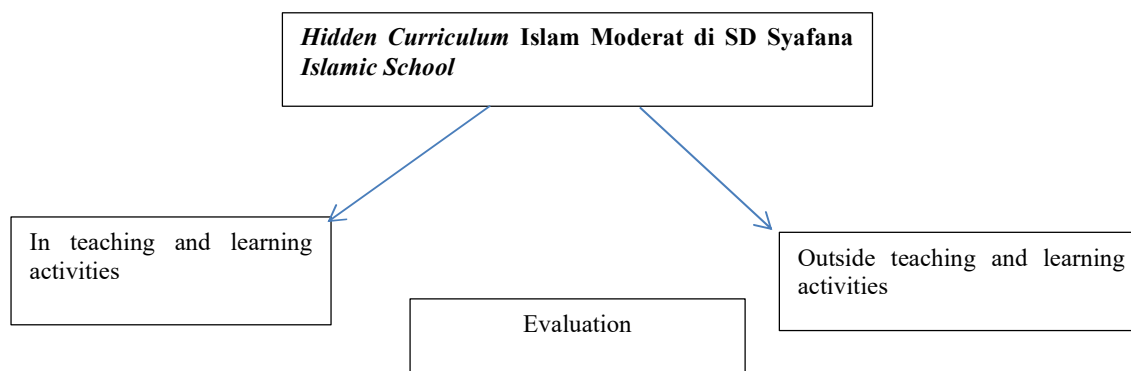 Hidden Curriculum Islam Moderat di SD Syafana
Islamic School
In teaching and learning
activities
Outside teaching and learning
activities
Evaluation